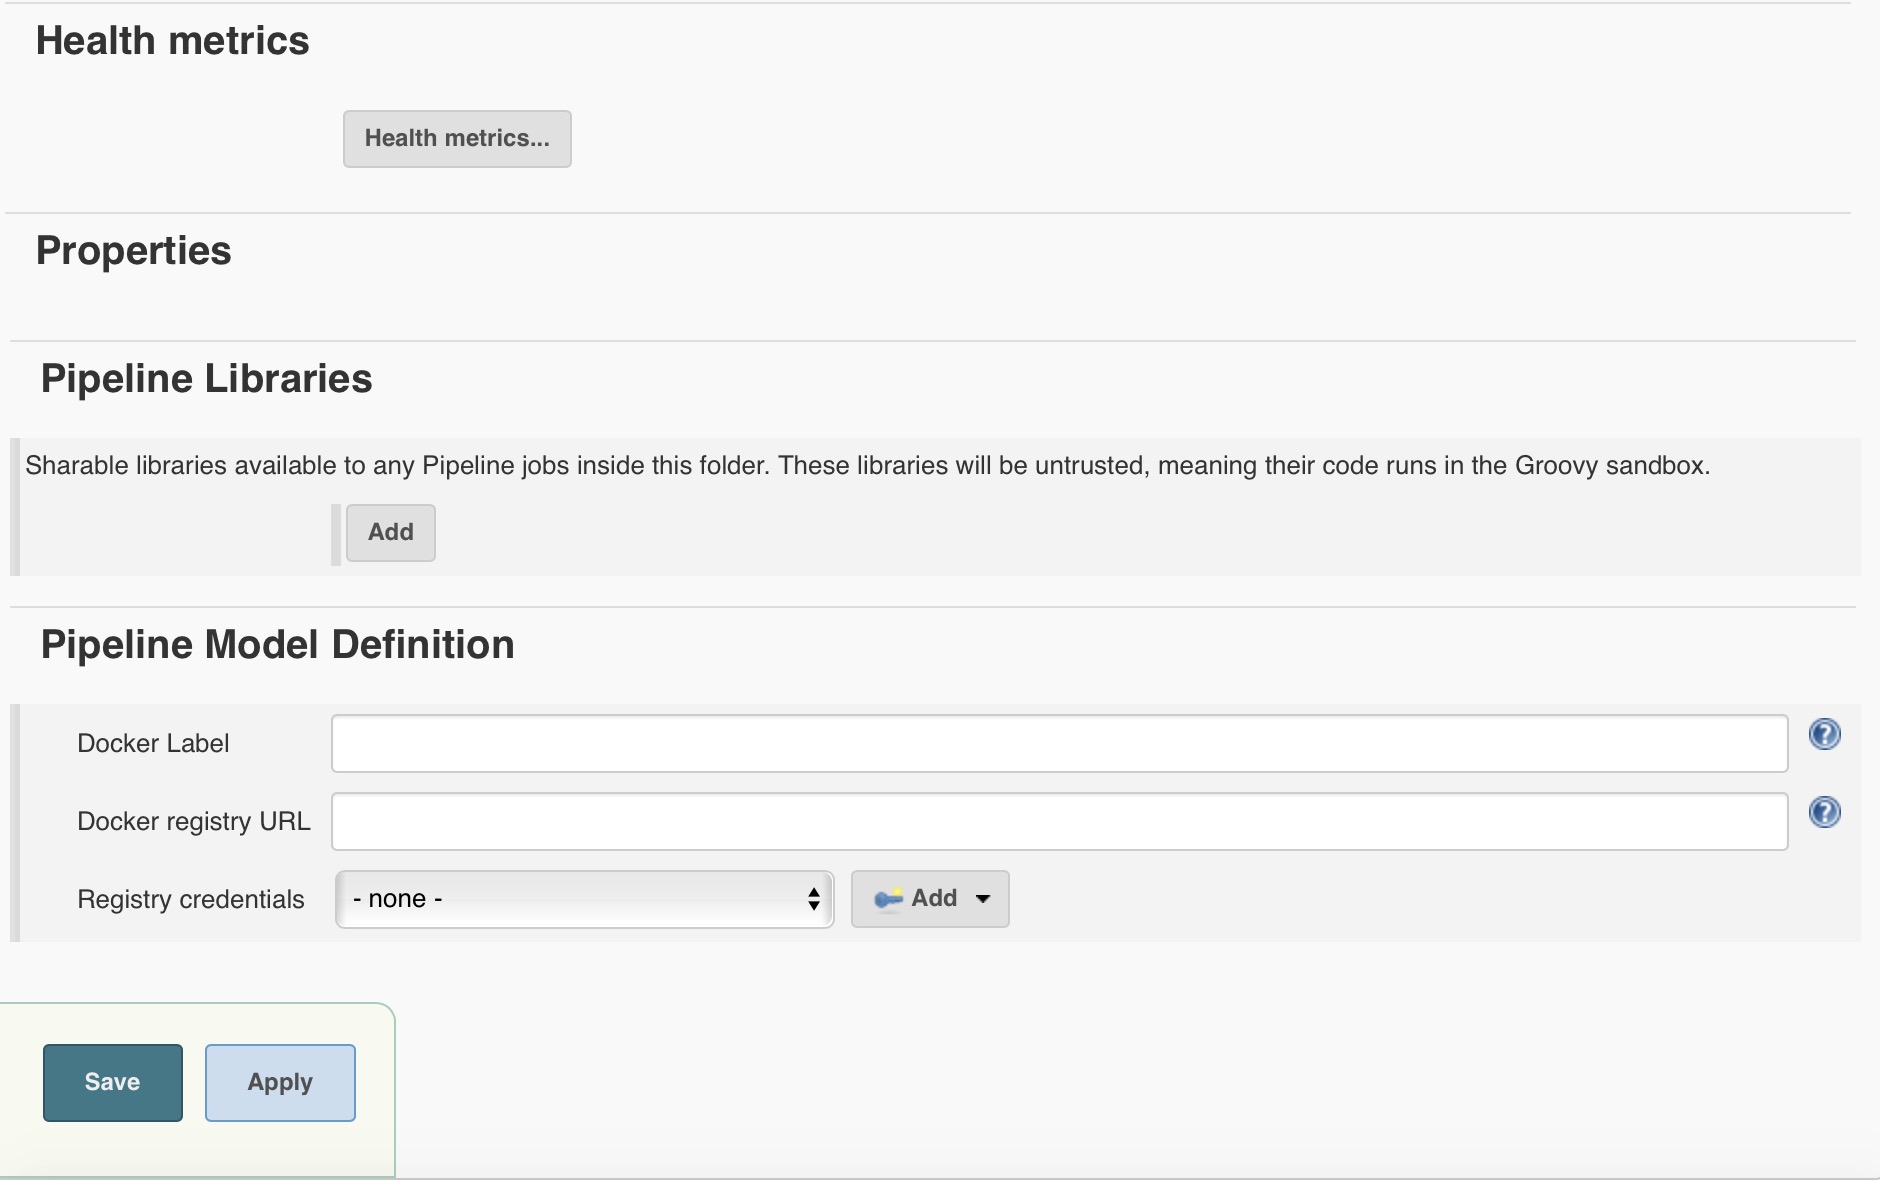 Health metrics
Health metrics...
Properties
Pipeline Libraries
Sharable libraries available to any Pipeline jobs inside this folder. These libraries will be untrusted, meaning their code runs in the Groovy sandbox.
Add
Pipeline Model Definition
Docker Label
?
Docker registry URL
?
Registry credentials - none - Add
Save Apply